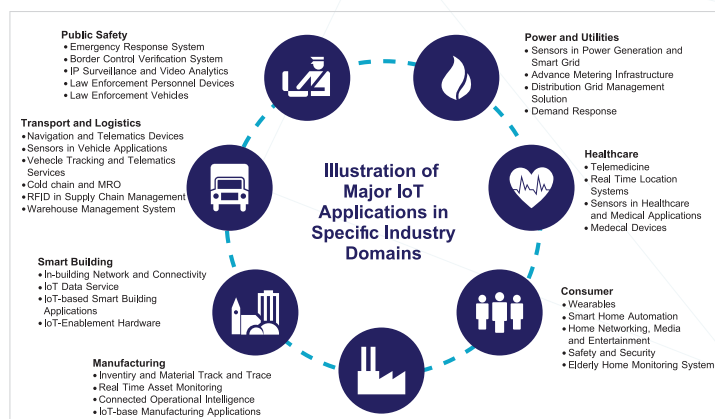 Public Safety
• Emergency Response System
• Border Control Verification System
• IP Surveillance and Video Analytics
• Law Enforcement Personnel Devices
• Law Enforcement Vehicles
Power and Utilities
• Sensors in Power Generation and
Smart Grid
• Advance Metering Infrastructure
• Distribution Grid Management
Solution
• Demand Response
Transport and Logistics
• Navigation and Telematics Devices
• Sensors in Vehicle Applications
• Vehecle Tracking and Telematics
Services
• Cold chain and MRO
• RFID in Supply Chain Management
• Warehouse Management System
Illustration of
Major IoT
Applications in
Specific Industry
Domains
Healthcare
• Telemedicine
• Real Time Location
Systems
• Sensors in Healthcare
and Medical Applications
• Medecal Devices
Smart Building
• In-building Network and Connectivity
• IoT Data Service
• IoT-based Smart Building
Applications
• IoT-Enablement Hardware
Consumer
• Wearables
• Smart Home Automation
• Home Networking, Media
and Entertainment
• Safety and Security
• Elderly Home Monitoring System
Manufacturing
• Inventiry and Material Track and Trace
• Real Time Asset Monitoring
• Connected Operational Intelligence
• IoT-base Manufacturing Applications